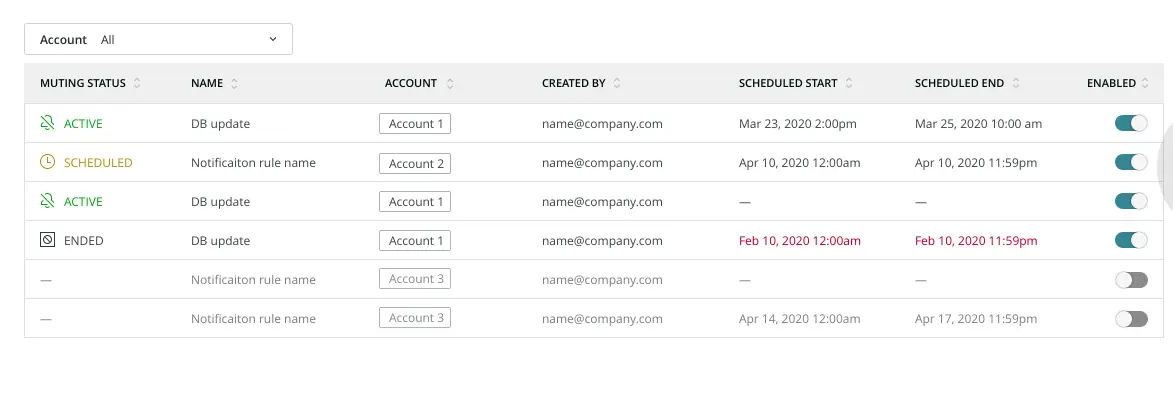 Account All
MUTING STATUS NAME ACCOUNT CREATED BY SCHEDULED START SCHEDULED END ENABLED
ACTIVE DB update Account 1 name@company.com Mar 23, 2020 2:00pm Mar 25, 2020 10:00 am
SCHEDULED Notificaiton rule name Account 2 name@company.com Apr 10, 2020 12:00am Apr 10, 2020 11:59pm
ACTIVE DB update Account 1 name@company.com — —
ENDED DB update Account 1 name@company.com Feb 10, 2020 12:00am Feb 10, 2020 11:59pm
— Notificaiton rule name Account 3 name@company.com — —
— Notificaiton rule name Account 3 name@company.com Apr 14, 2020 12:00am Apr 17, 2020 11:59pm